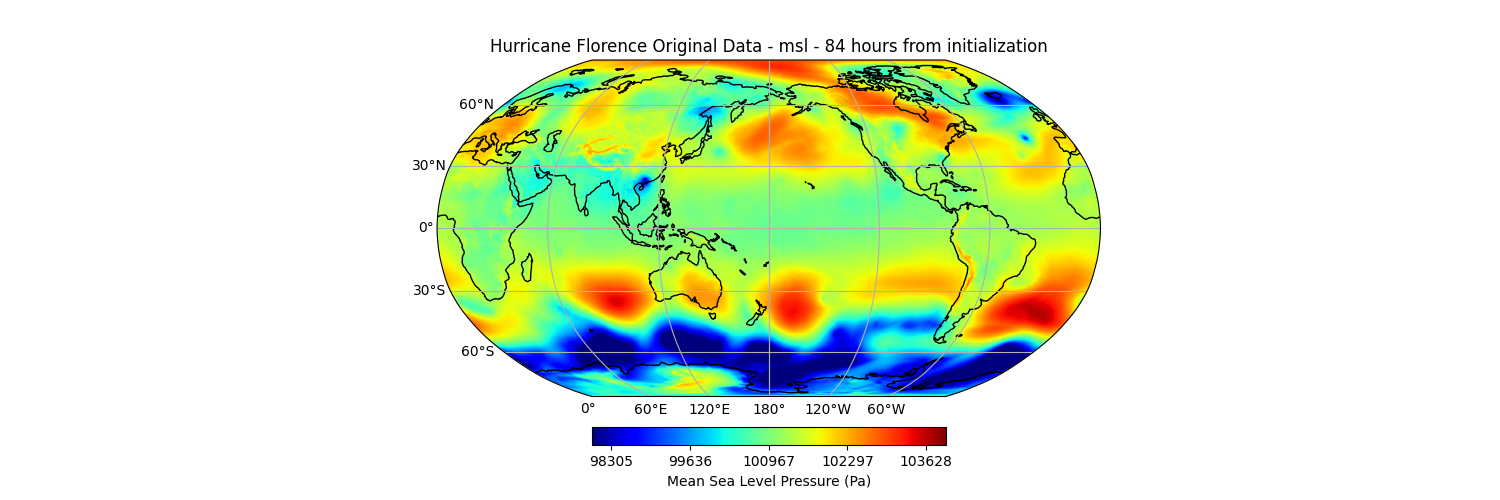 Hurricane Florence Original Data - msl - 84 hours from initialization
60°N
30°N
0°
30°S
60°S
0° 60°E 120°E 180° 120°W 60°W
98305 99636 100967 102297 103628
Mean Sea Level Pressure (Pa)